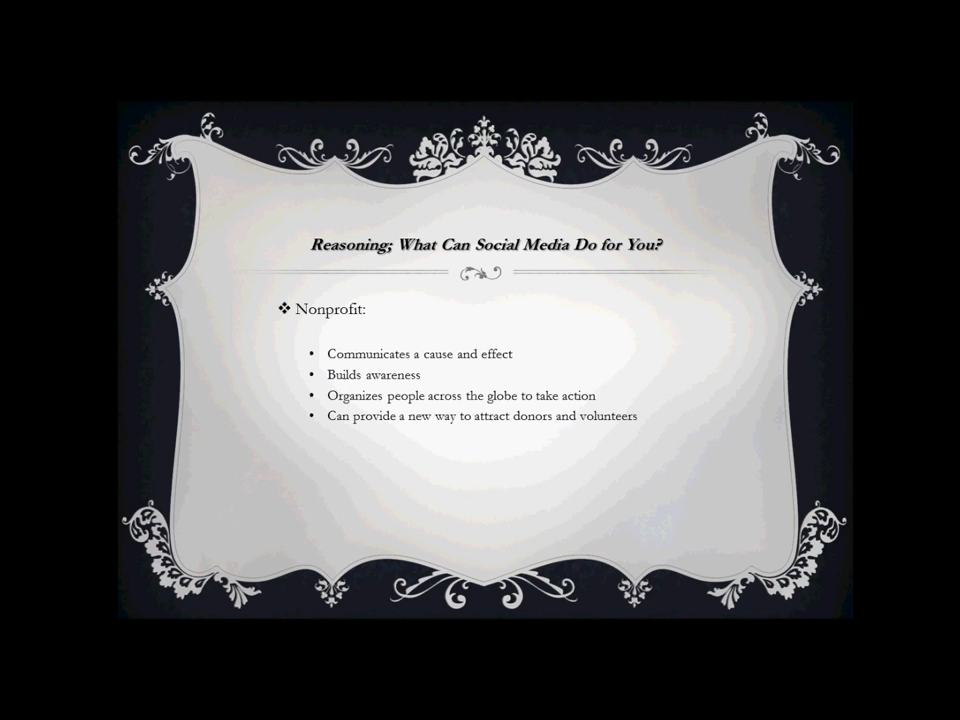 Reasoning; What Can Social Media Do for You?
❖ Nonprofit:
• Communicates a cause and effect
• Builds awareness
• Organizes people across the globe to take action
• Can provide a new way to attract donors and volunteers